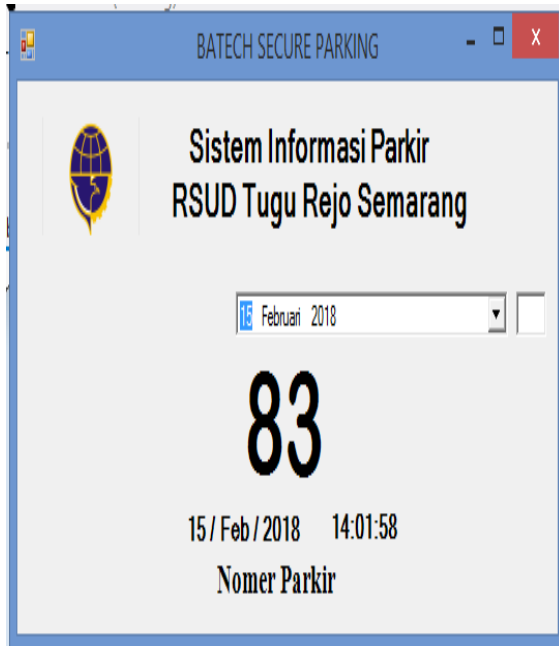 BATECH SECURE PARKING
X
Sistem Informasi Parkir
RSUD Tugu Rejo Semarang
15 Februari 2018
83
15 / Feb / 2018 14:01:58
Nomer Parkir